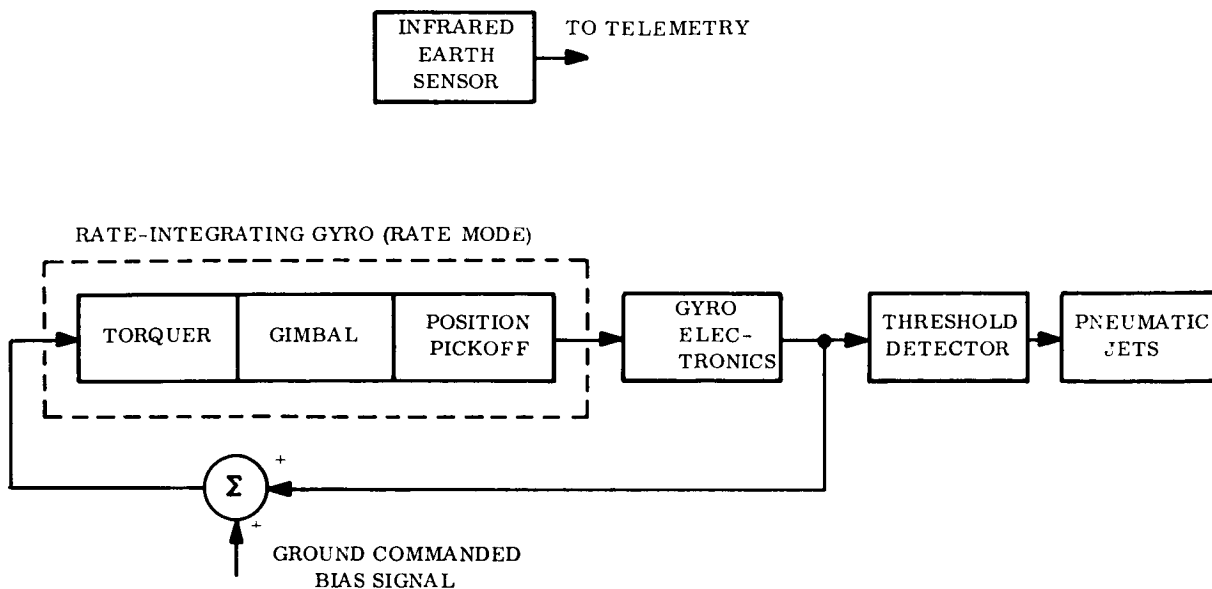 INFRARED
EARTH
SENSOR
TO TELEMETRY
RATE-INTEGRATING GYRO (RATE MODE)
TORQUER
GIMBAL
POSITION
PICKOFF
GYRO
ELEC-
TRONICS
THRESHOLD
DETECTOR
PNEUMATIC
JETS
+
Σ
+
GROUND COMMANDED
BIAS SIGNAL